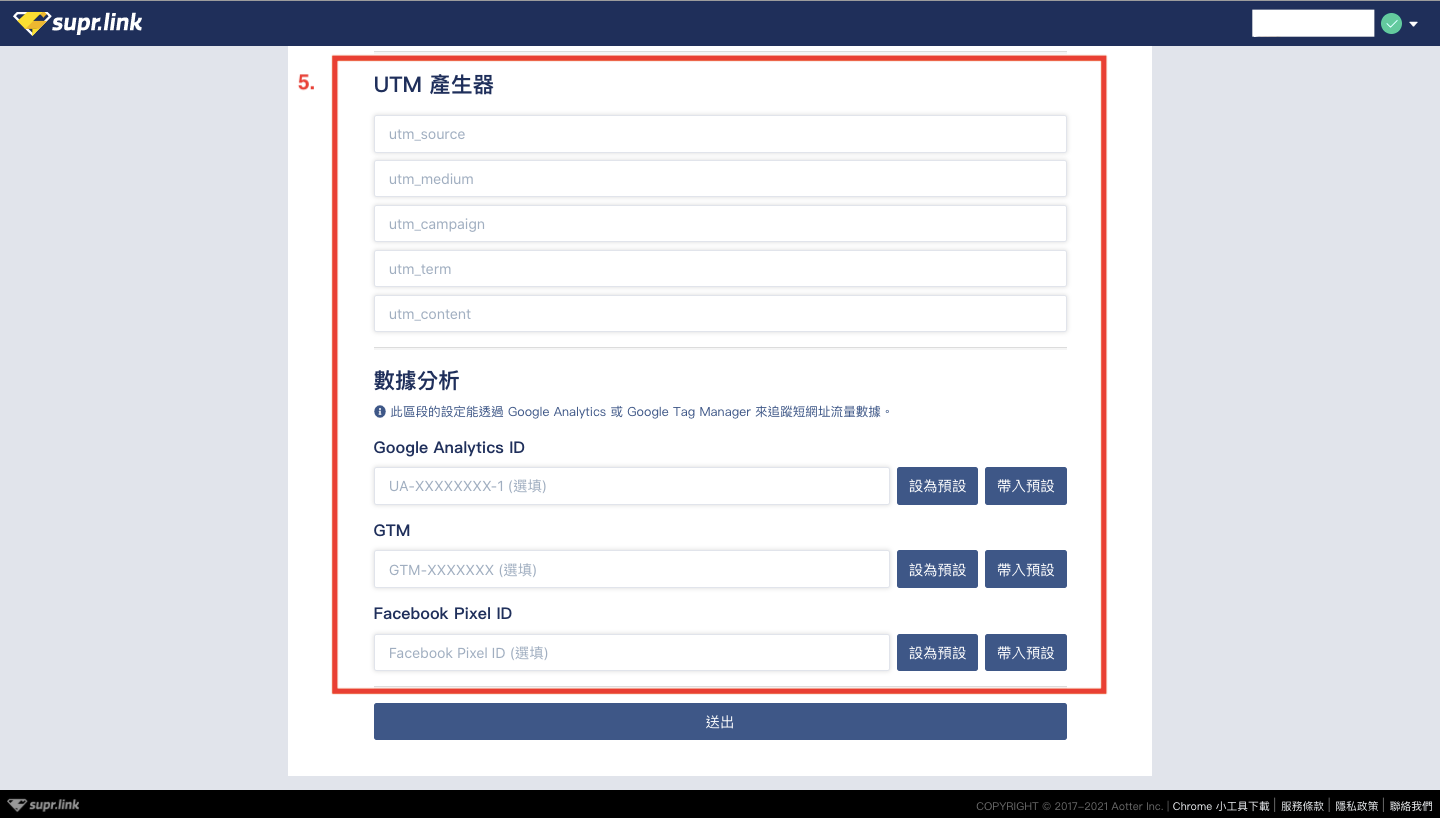 supr.link
5.
UTM 產生器
utm_source
utm_medium
utm_campaign
utm_term
utm_content
數據分析
此區段的設定能透過 Google Analytics 或 Google Tag Manager 來追蹤短網址流量數據。
Google Analytics ID
UA-XXXXXXXX-1 (選填) 設為預設 帶入預設
GTM
GTM-XXXXXXX (選填) 設為預設 帶入預設
Facebook Pixel ID
Facebook Pixel ID (選填) 設為預設 帶入預設
送出
supr.link COPYRIGHT © 2017-2021 Aotter Inc. | Chrome 小工具下載 | 服務條款 | 隱私政策 | 聯絡我們